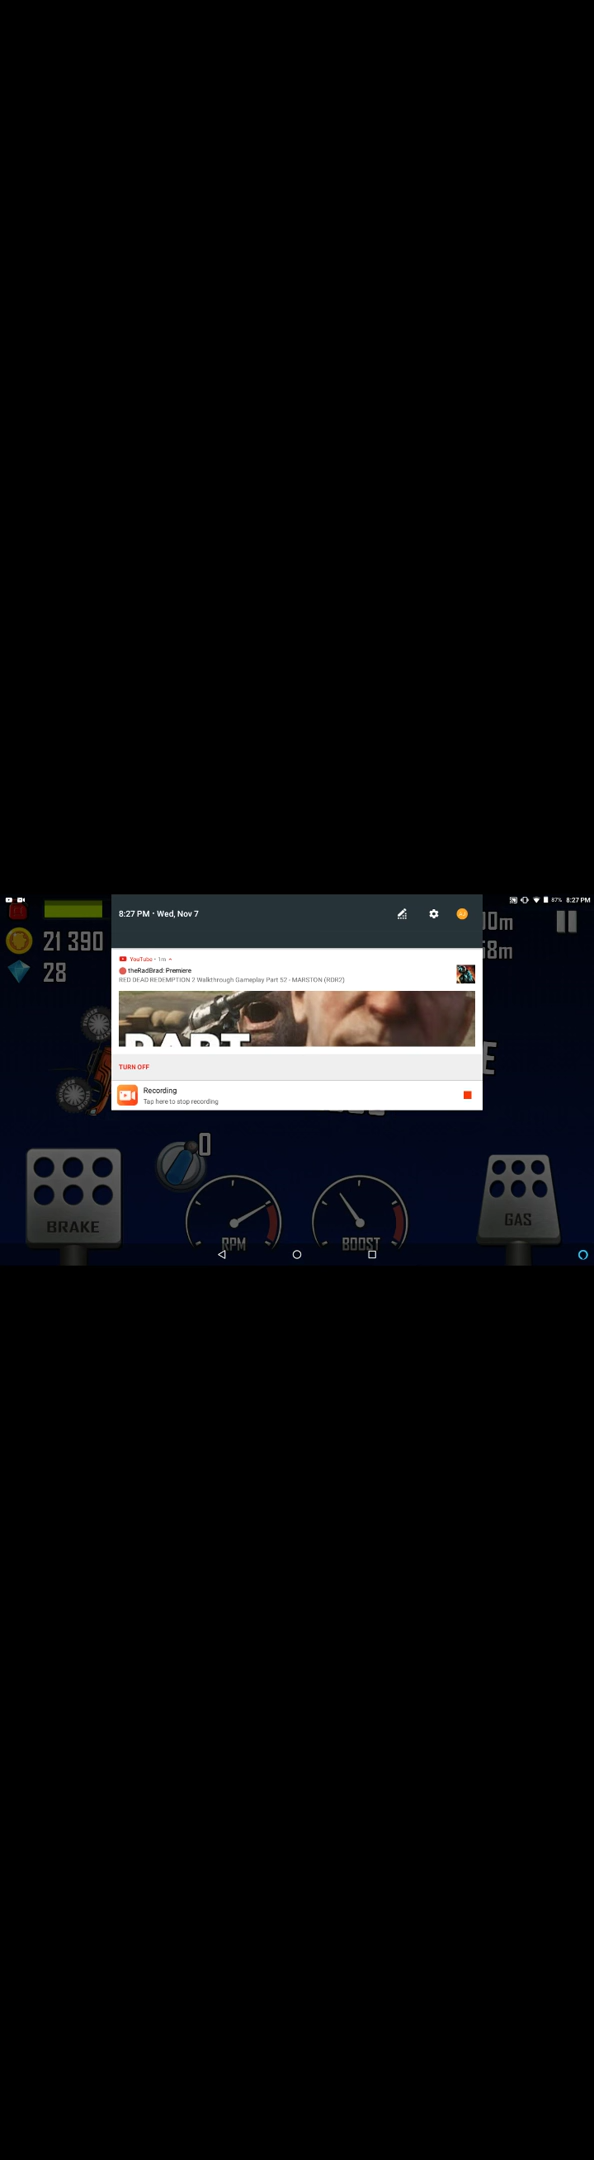 87% 8:27 PM
8:27 PM • Wed, Nov 7
21 390
28
YouTube • 1m
theRadBrad: Premiere
RED DEAD REDEMPTION 2 Walkthrough Gameplay Part 52 - MARSTON (RDR2)
PART
TURN OFF
Recording
Tap here to stop recording
0
BRAKE
RPM
BOOST
GAS